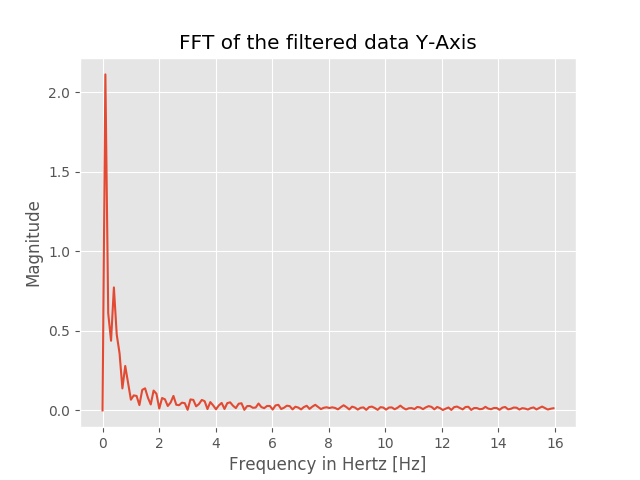 FFT of the filtered data Y-Axis
Magnitude
2.0
1.5
1.0
0.5
0.0
0 2 4 6 8 10 12 14 16
Frequency in Hertz [Hz]